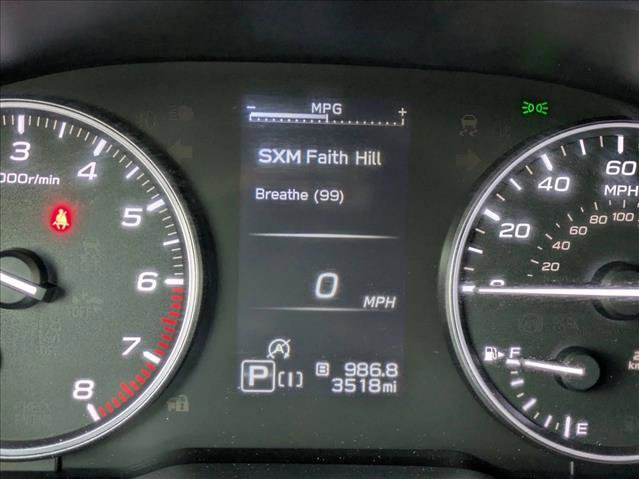 - MPG +
SXM Faith Hill
Breathe (99)
0 MPH
P [I] B 986.8
3518mi
3
4
000r/min
5
6
7
8
60
40
MPH
20
100
80
60
40
20
0
F
E